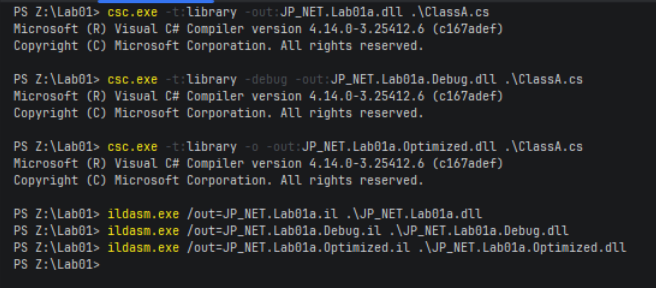 PS Z:\Lab01> csc.exe -t:library -out:JP_NET.Lab01a.dll .\ClassA.cs
Microsoft (R) Visual C# Compiler version 4.14.0-3.25412.6 (c167adef)
Copyright (C) Microsoft Corporation. All rights reserved.
PS Z:\Lab01> csc.exe -t:library -debug -out:JP_NET.Lab01a.Debug.dll .\ClassA.cs
Microsoft (R) Visual C# Compiler version 4.14.0-3.25412.6 (c167adef)
Copyright (C) Microsoft Corporation. All rights reserved.
PS Z:\Lab01> csc.exe -t:library -o -out:JP_NET.Lab01a.Optimized.dll .\ClassA.cs
Microsoft (R) Visual C# Compiler version 4.14.0-3.25412.6 (c167adef)
Copyright (C) Microsoft Corporation. All rights reserved.
PS Z:\Lab01> ildasm.exe /out=JP_NET.Lab01a.il .\JP_NET.Lab01a.dll
PS Z:\Lab01> ildasm.exe /out=JP_NET.Lab01a.Debug.il .\JP_NET.Lab01a.Debug.dll
PS Z:\Lab01> ildasm.exe /out=JP_NET.Lab01a.Optimized.il .\JP_NET.Lab01a.Optimized.dll
PS Z:\Lab01>